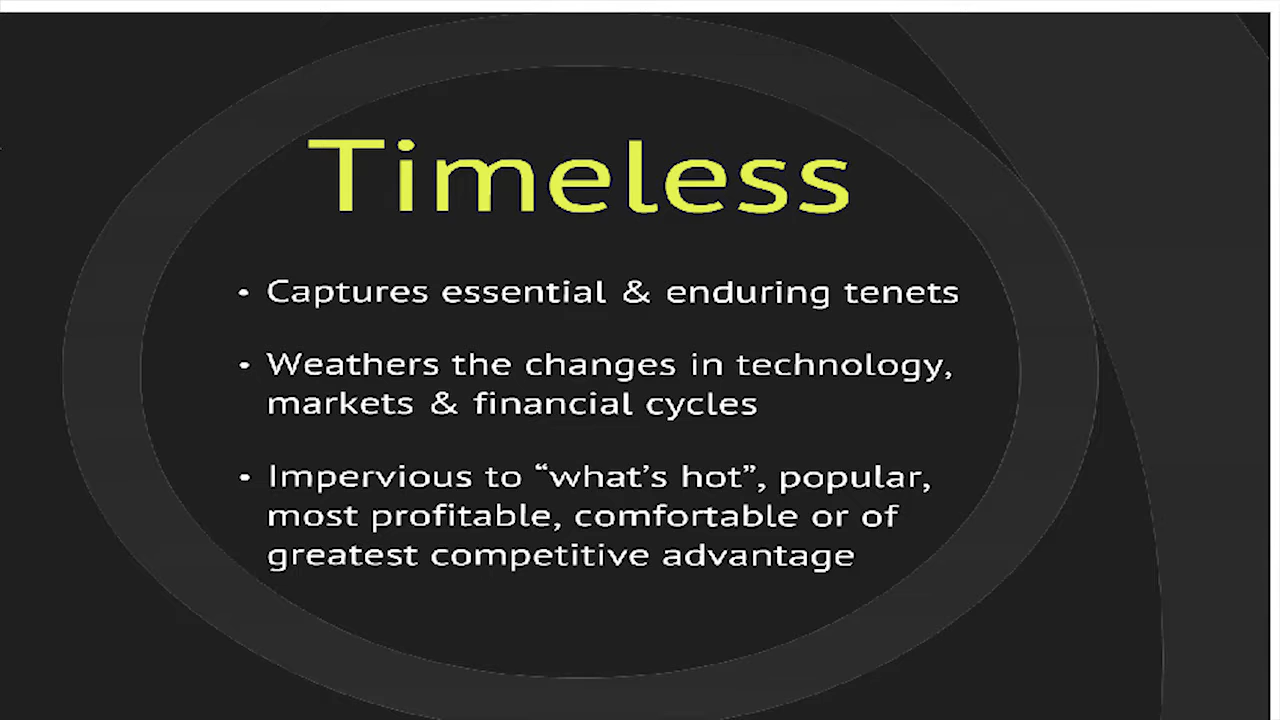 Timeless
• Captures essential & enduring tenets
• Weathers the changes in technology,
markets & financial cycles
• Impervious to “what’s hot”, popular,
most profitable, comfortable or of
greatest competitive advantage